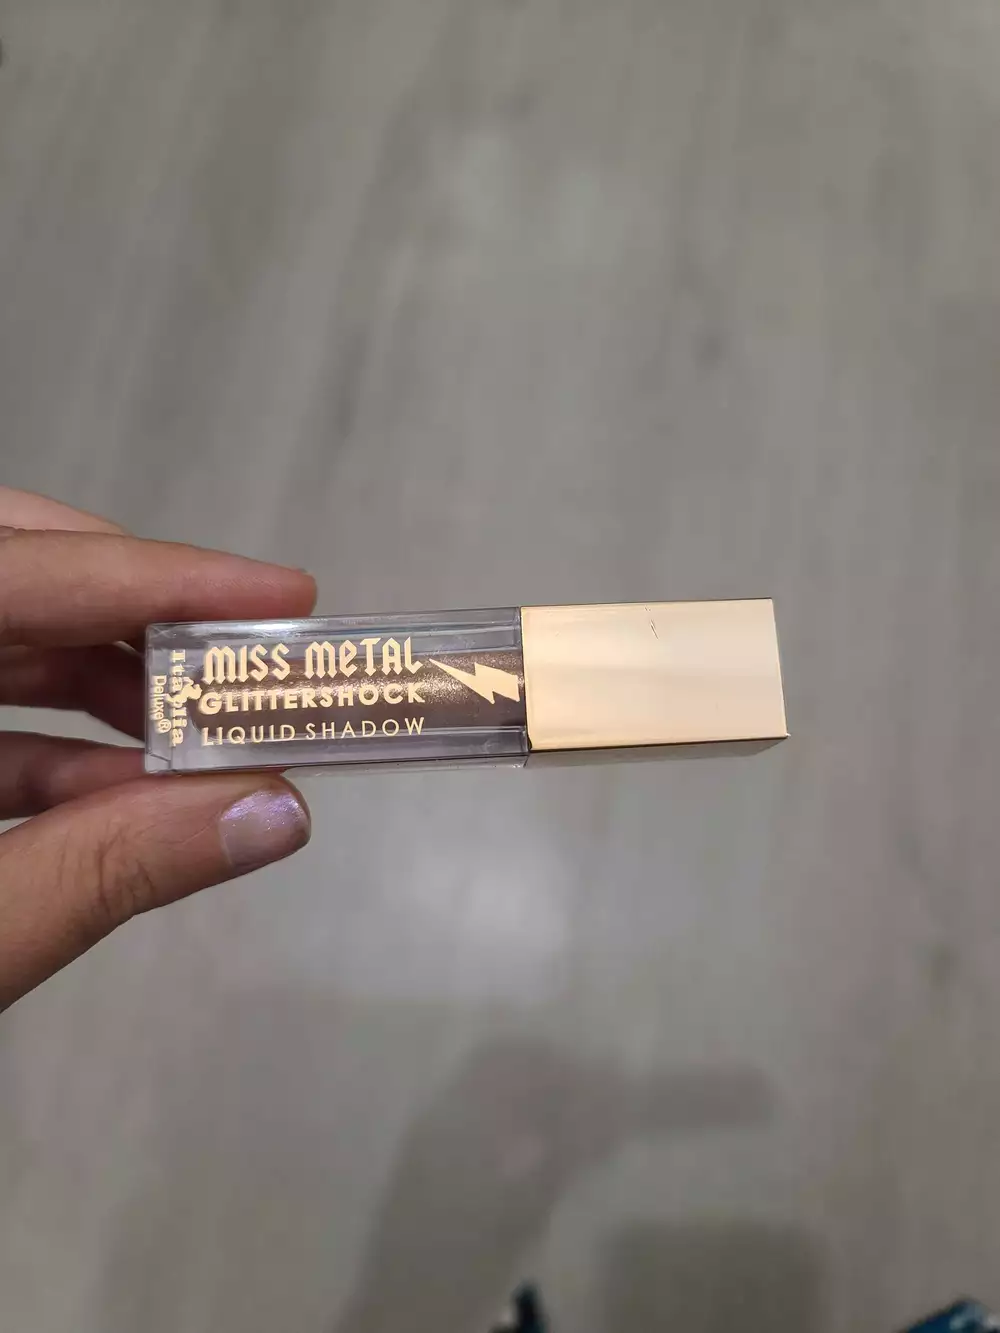 MISS METAL
GLITTERSHOCK
LIQUID SHADOW
Italia
Deluxe®